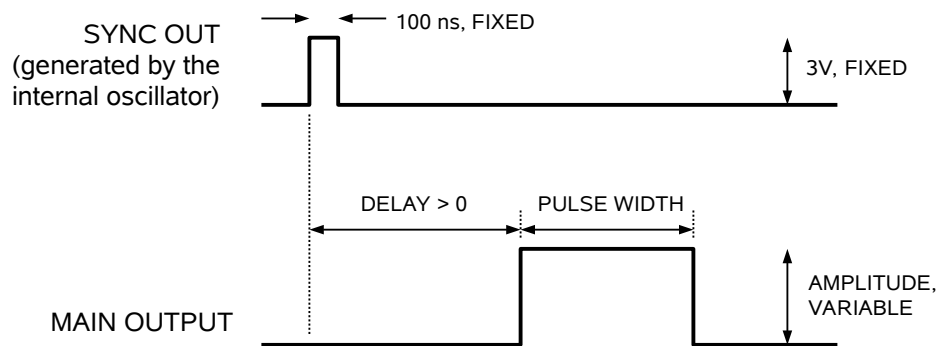 100 ns, FIXED
SYNC OUT
(generated by the
internal oscillator)
3V, FIXED
DELAY > 0
PULSE WIDTH
AMPLITUDE,
VARIABLE
MAIN OUTPUT